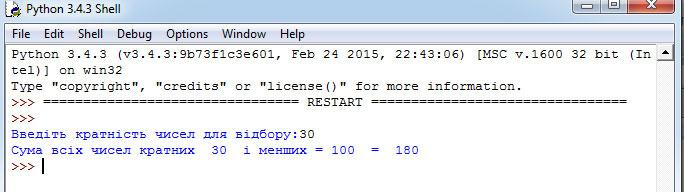 Python 3.4.3 Shell
File Edit Shell Debug Options Window Help
Python 3.4.3 (v3.4.3:9b73f1c3e601, Feb 24 2015, 22:43:06) [MSC v.1600 32 bit (In
tel)] on win32
Type "copyright", "credits" or "license()" for more information.
>>> ================================ RESTART ================================
>>>
Введіть кратність чисел для відбору:30
Сума всіх чисел кратних  30  і менших = 100  =  180
>>>